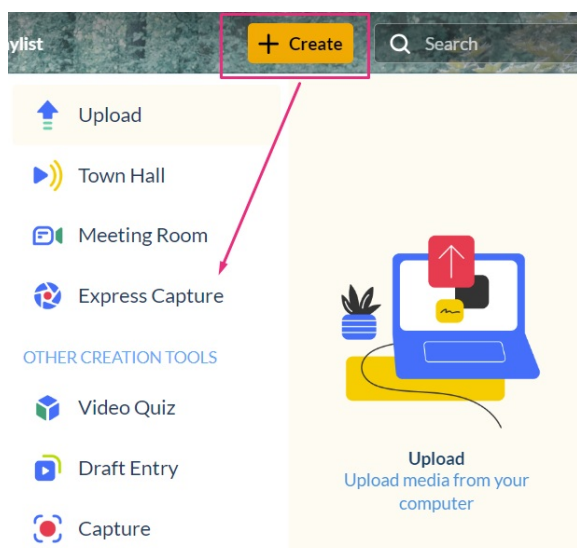 ylist
+ Create
Search
Upload
Town Hall
Meeting Room
Express Capture
OTHER CREATION TOOLS
Video Quiz
Draft Entry
Capture
Upload
Upload media from your
computer